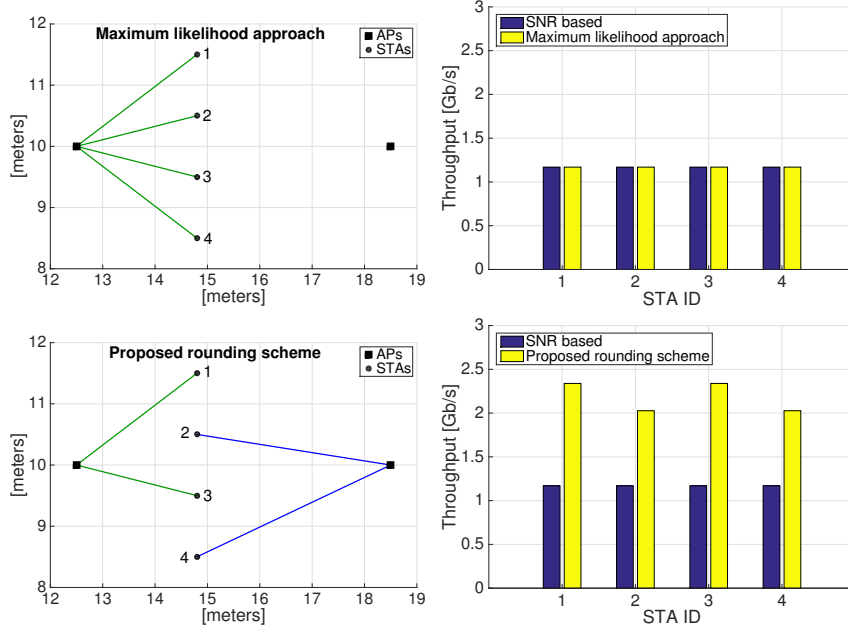 Maximum likelihood approach
APs
STAs
1
2
3
4
12
11
10
9
8
12 13 14 15 16 17 18 19
[meters]
[meters]
SNR based
Maximum likelihood approach
3
2.5
2
1.5
1
0.5
0
Throughput [Gb/s]
1 2 3 4
STA ID
Proposed rounding scheme
APs
STAs
1
2
3
4
12
11
10
9
8
12 13 14 15 16 17 18 19
[meters]
[meters]
SNR based
Proposed rounding scheme
3
2.5
2
1.5
1
0.5
0
Throughput [Gb/s]
1 2 3 4
STA ID